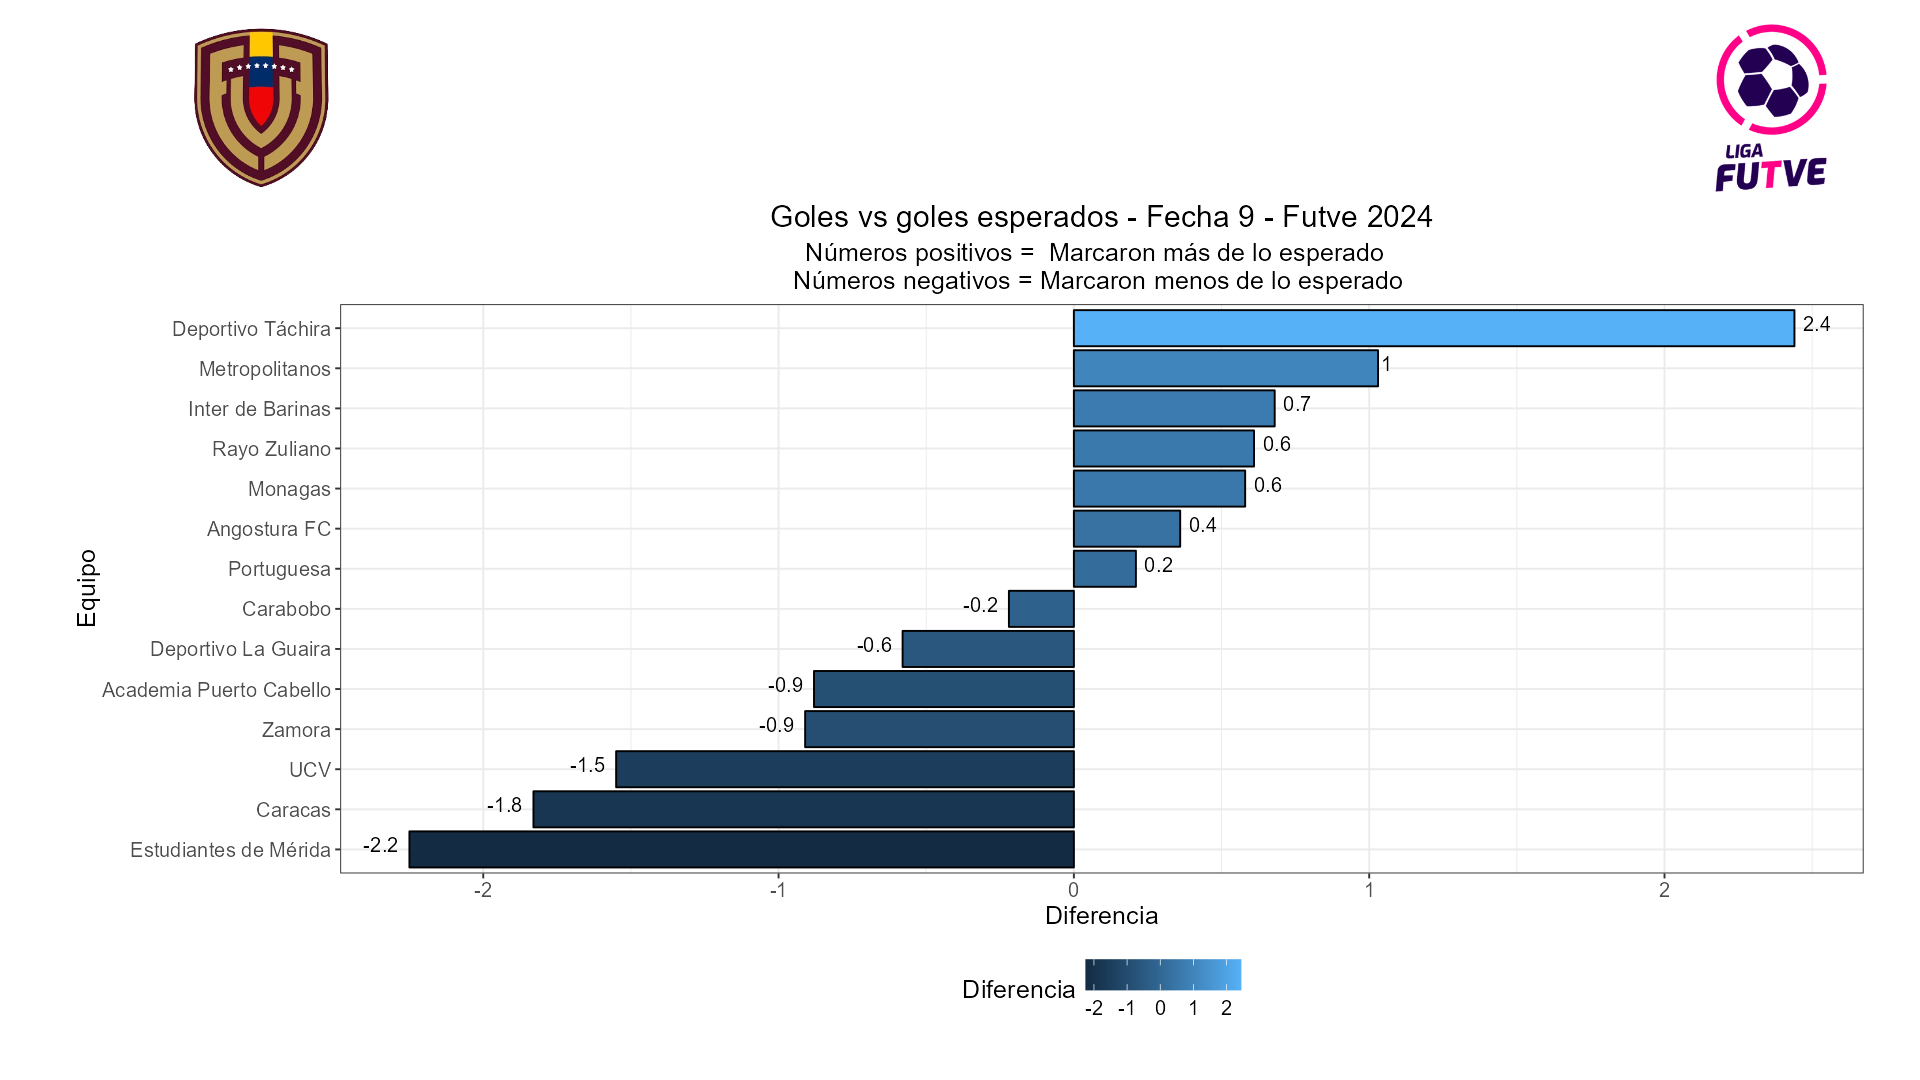 LIGA
FUTVE
Goles vs goles esperados - Fecha 9 - Futve 2024
Números positivos =  Marcaron más de lo esperado
Números negativos = Marcaron menos de lo esperado
Equipo
Deportivo Táchira 2.4
Metropolitanos 1
Inter de Barinas 0.7
Rayo Zuliano 0.6
Monagas 0.6
Angostura FC 0.4
Portuguesa 0.2
Carabobo -0.2
Deportivo La Guaira -0.6
Academia Puerto Cabello -0.9
Zamora -0.9
UCV -1.5
Caracas -1.8
Estudiantes de Mérida -2.2
-2 -1 0 1 2
Diferencia
Diferencia
-2 -1 0 1 2